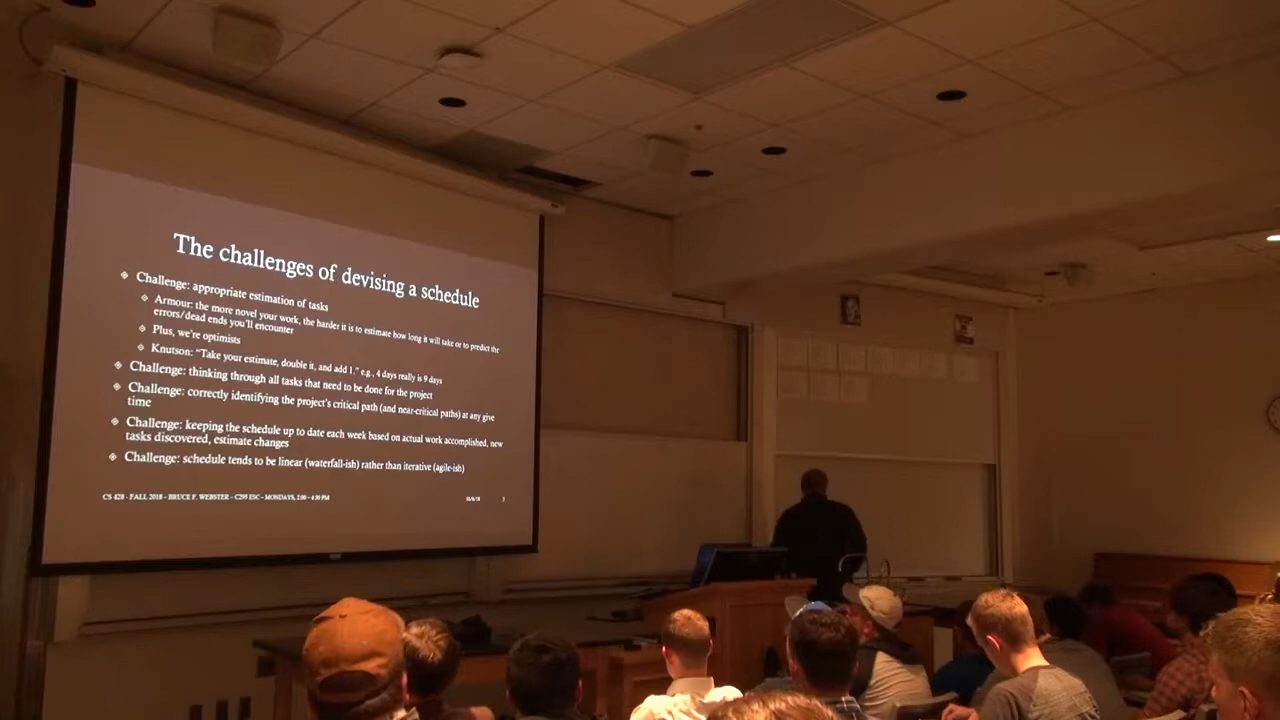 The challenges of devising a schedule
Challenge: appropriate estimation of tasks
Armour: the more novel your work, the harder it is to estimate how long it will take or to predict the
errors/dead ends you'll encounter
Plus, we're optimists
Knutson: "Take your estimate, double it, and add 1." e.g., 4 days really is 9 days
Challenge: thinking through all tasks that need to be done for the project
Challenge: correctly identifying the project's critical path (and near-critical paths) at any give
time
Challenge: keeping the schedule up to date each week based on actual work accomplished, new
tasks discovered, estimate changes
Challenge: schedule tends to be linear (waterfall-ish) rather than iterative (agile-ish)
CS 428 - FALL 2018 – BRUCE F. WEBSTER – C295 ESC – MONDAYS, 2:00 – 4:30 PM